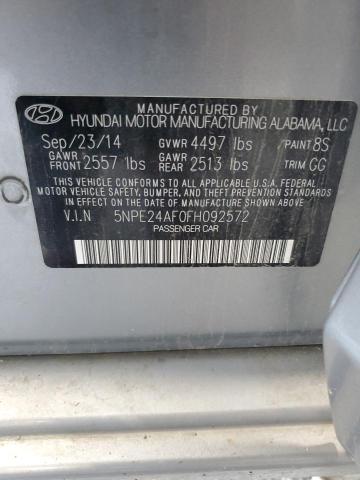 MANUFACTURED BY
HYUNDAI MOTOR MANUFACTURING ALABAMA, LLC
Sep/23/14 GVWR 4497 lbs PAINT 8S
GAWR FRONT 2557 lbs GAWR REAR 2513 lbs TRIM GG
THIS VEHICLE CONFORMS TO ALL APPLICABLE U.S.A. FEDERAL
MOTOR VEHICLE SAFETY, BUMPER, AND THEFT PREVENTION
STANDARDS IN EFFECT ON THE DATE OF MANUFACTURE SHOWN ABOVE.
V.I.N 5NPE24AF0FH092572
PASSENGER CAR